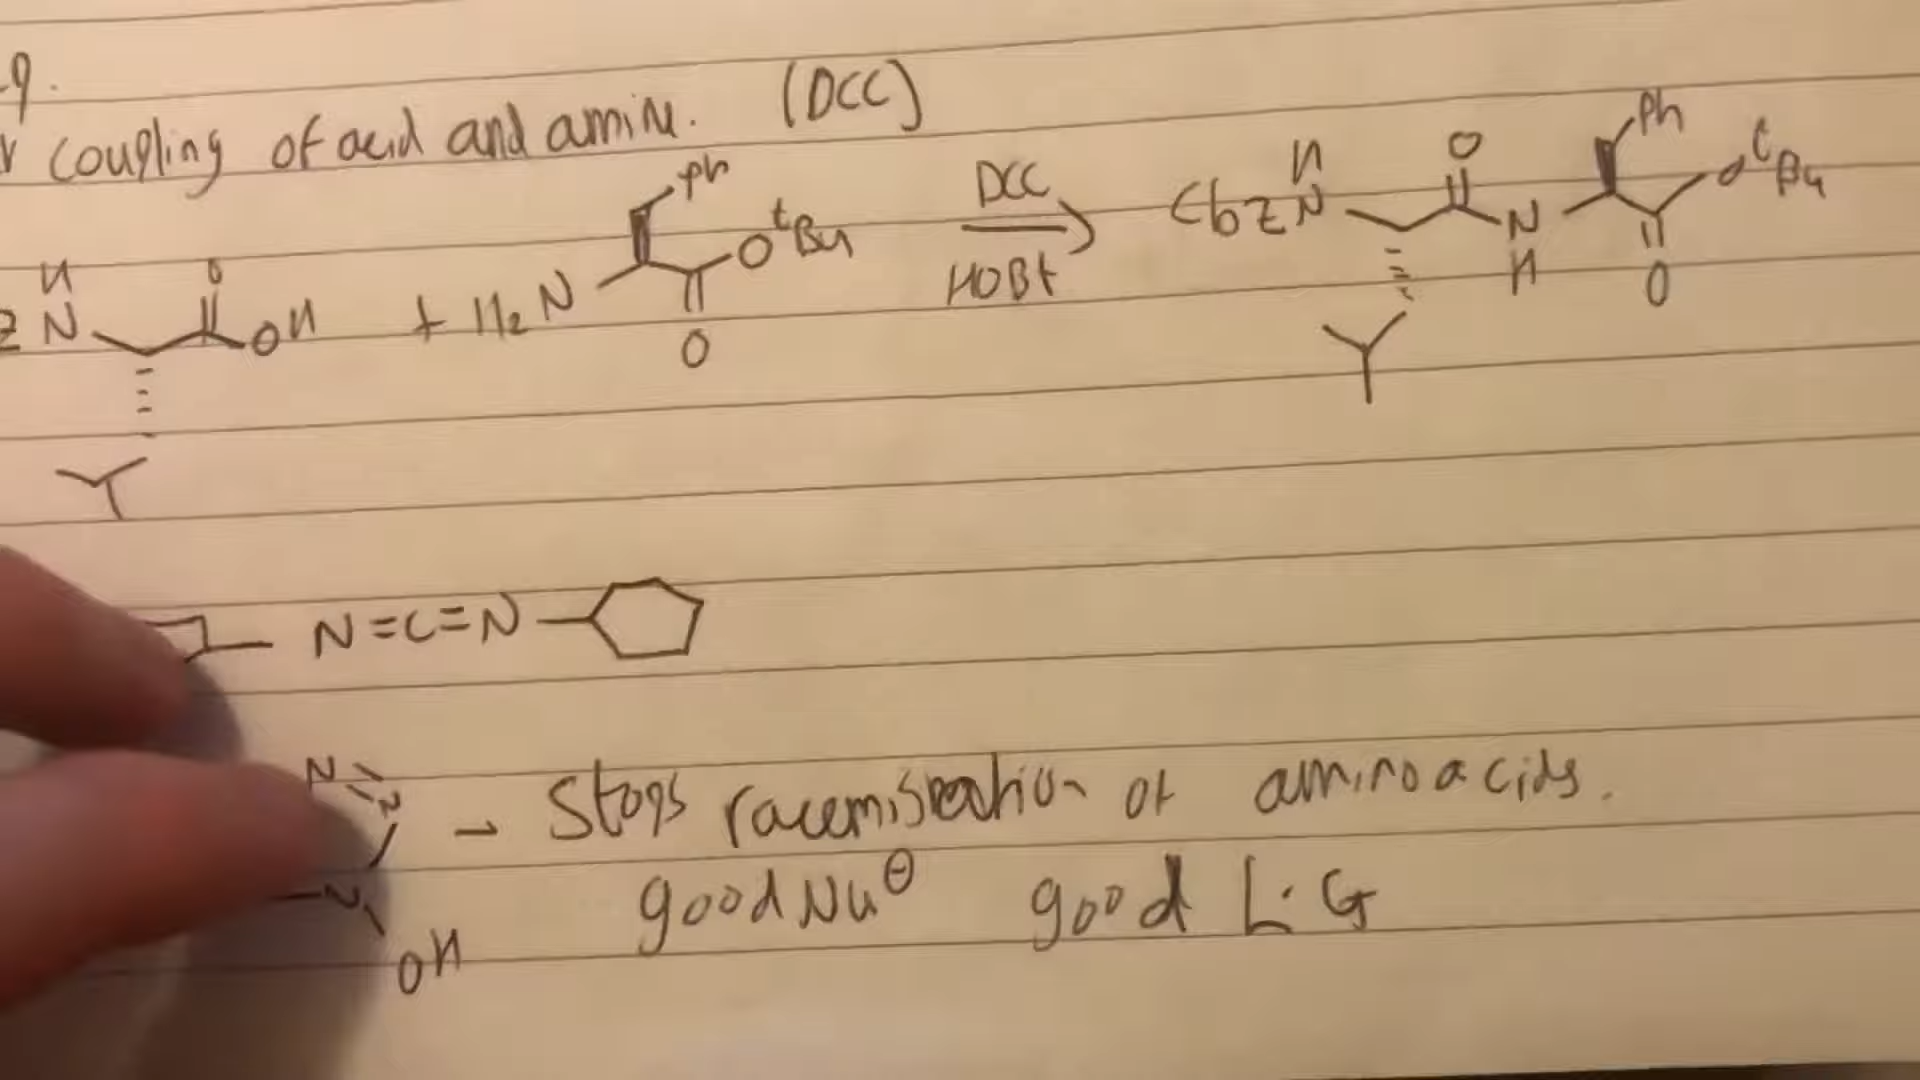 coupling of acid and amine. (DCC)
Ph
H O H₂N O ᵗBu DCC CbzN H O Ph O ᵗBu
N OH + O HOBt N H O
N=C=N
N N - Stops racemisation of amino acids.
N OH good Nu⊖ good L.G